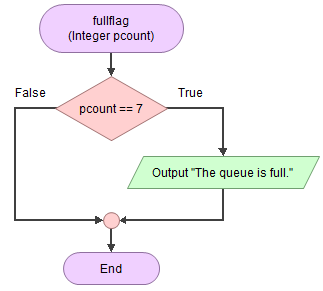 fullflag
(Integer pcount)
False
True
pcount == 7
Output "The queue is full."
End